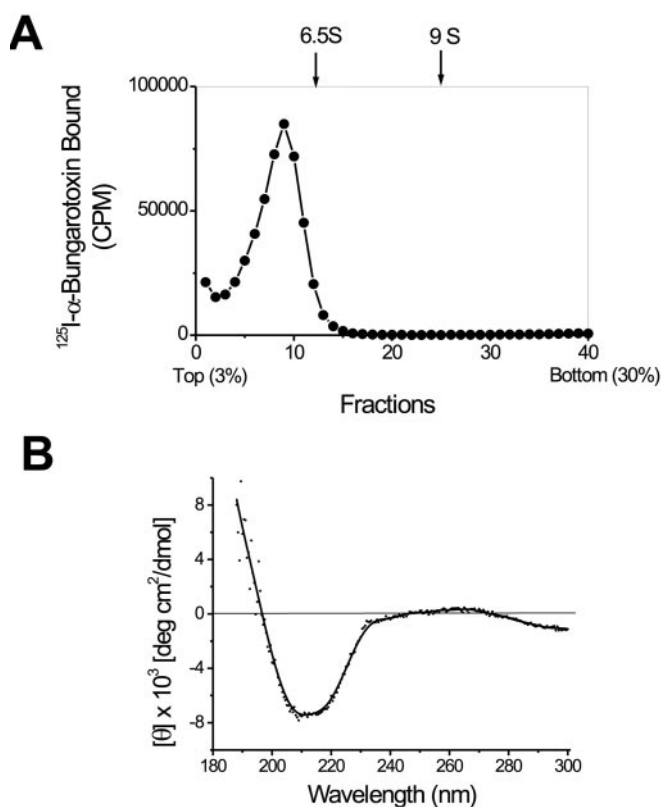 A
6.5S 9 S
100000
50000
0
¹²⁵I-α-Bungarotoxin Bound
(CPM)
0 10 20 30 40
Top (3%) Bottom (30%)
Fractions
B
8
4
0
-4
-8
[θ] x 10³ [deg cm²/dmol]
180 200 220 240 260 280 300
Wavelength (nm)